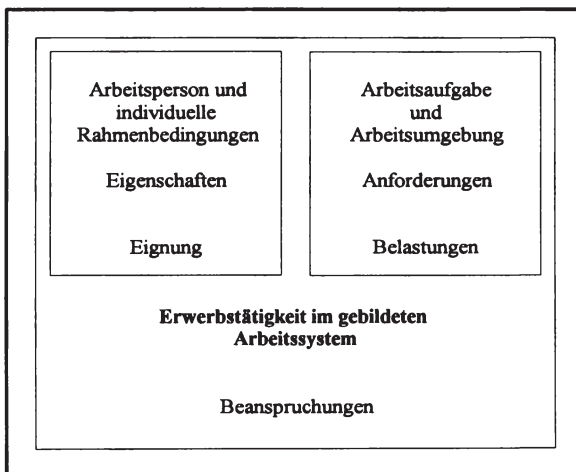 Arbeitsperson und
individuelle
Rahmenbedingungen
Eigenschaften
Eignung
Arbeitsaufgabe
und
Arbeitsumgebung
Anforderungen
Belastungen
Erwerbstätigkeit im gebildeten
Arbeitssystem
Beanspruchungen